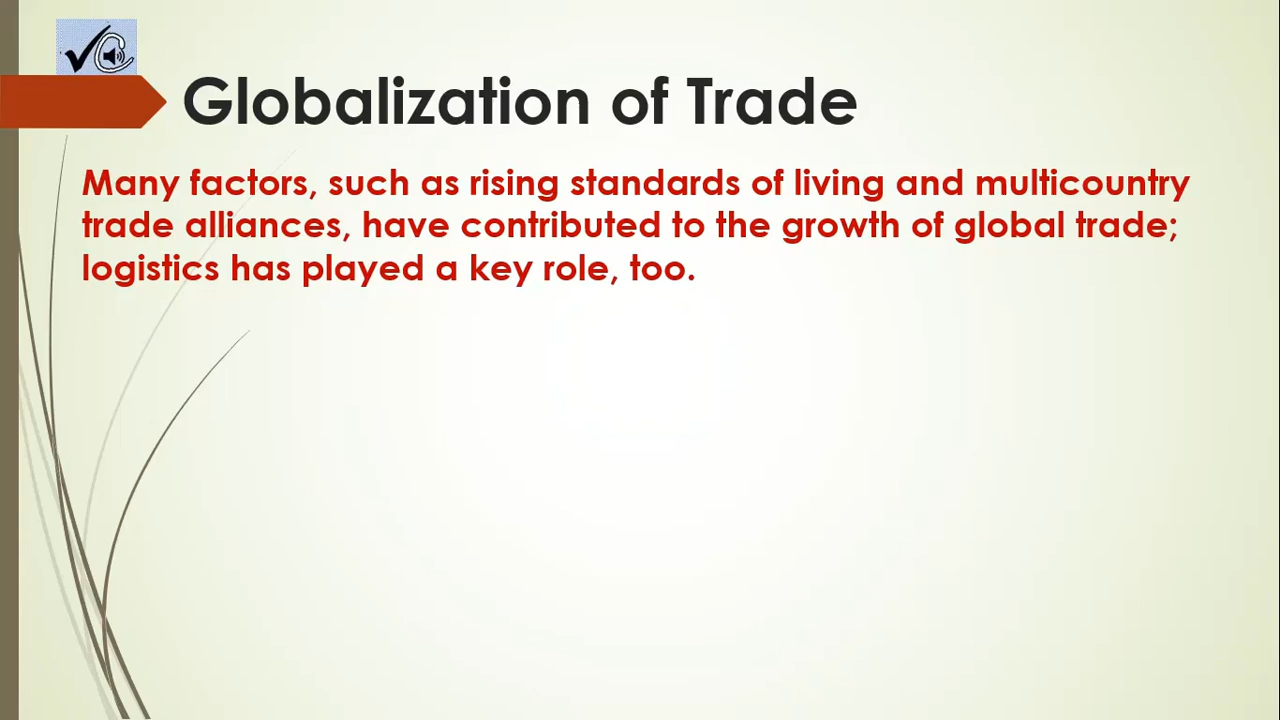 Globalization of Trade
Many factors, such as rising standards of living and multicountry
trade alliances, have contributed to the growth of global trade;
logistics has played a key role, too.